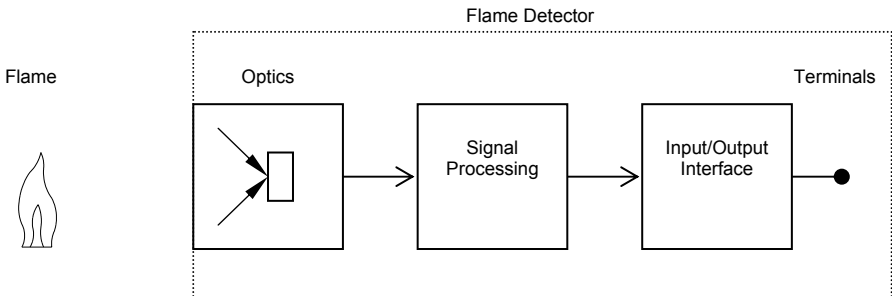 Flame Detector
Flame
Optics
Terminals
Signal
Processing
Input/Output
Interface